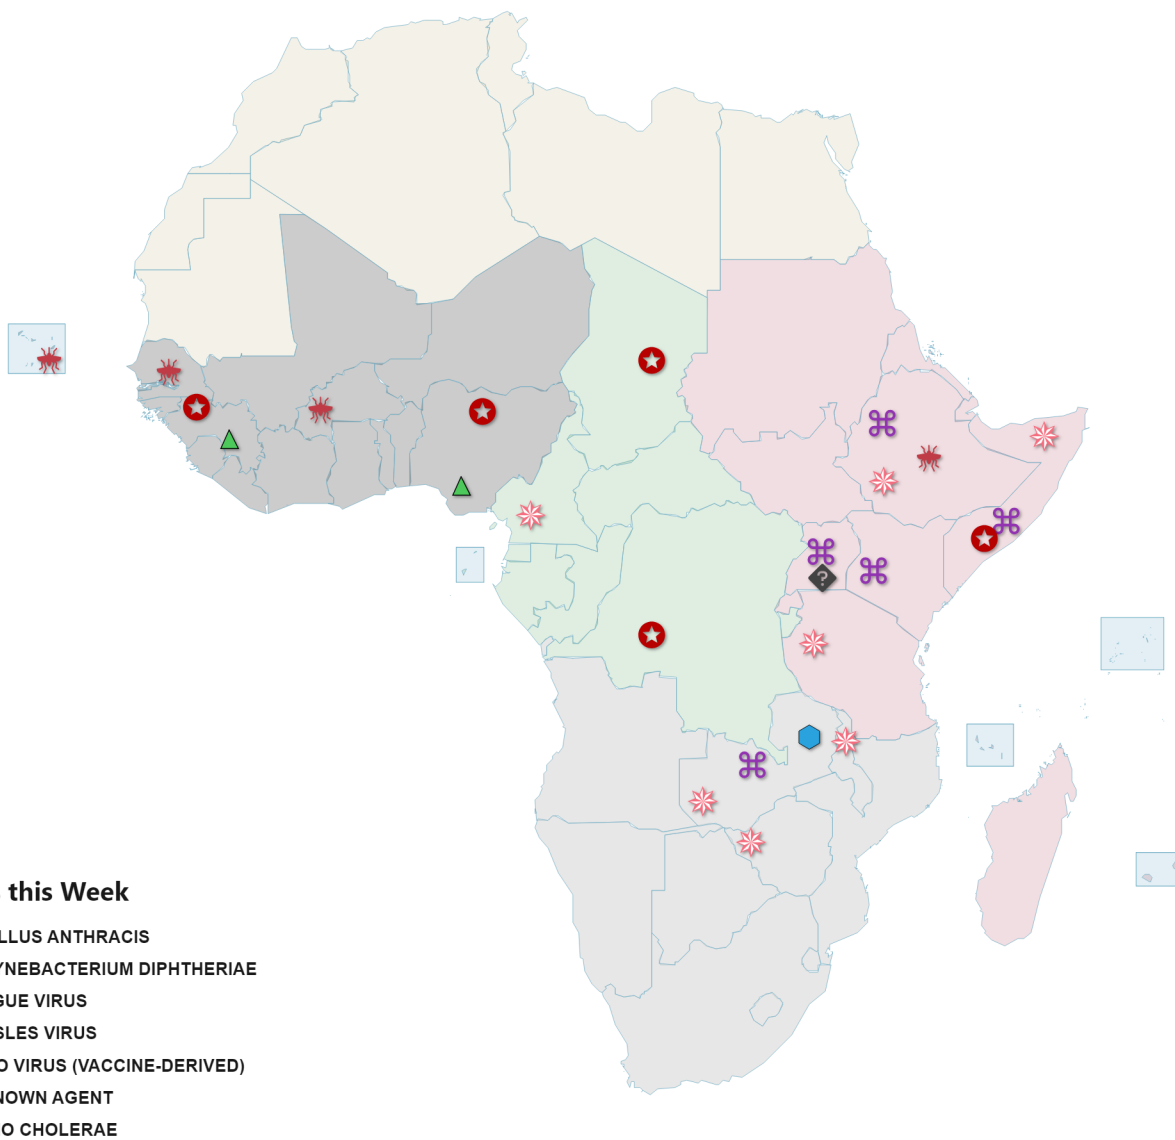 this Week
LLUS ANTHRACIS
YNEBACTERIUM DIPHTHERIAE
GUE VIRUS
SLES VIRUS
O VIRUS (VACCINE-DERIVED)
NOWN AGENT
O CHOLERAE
?